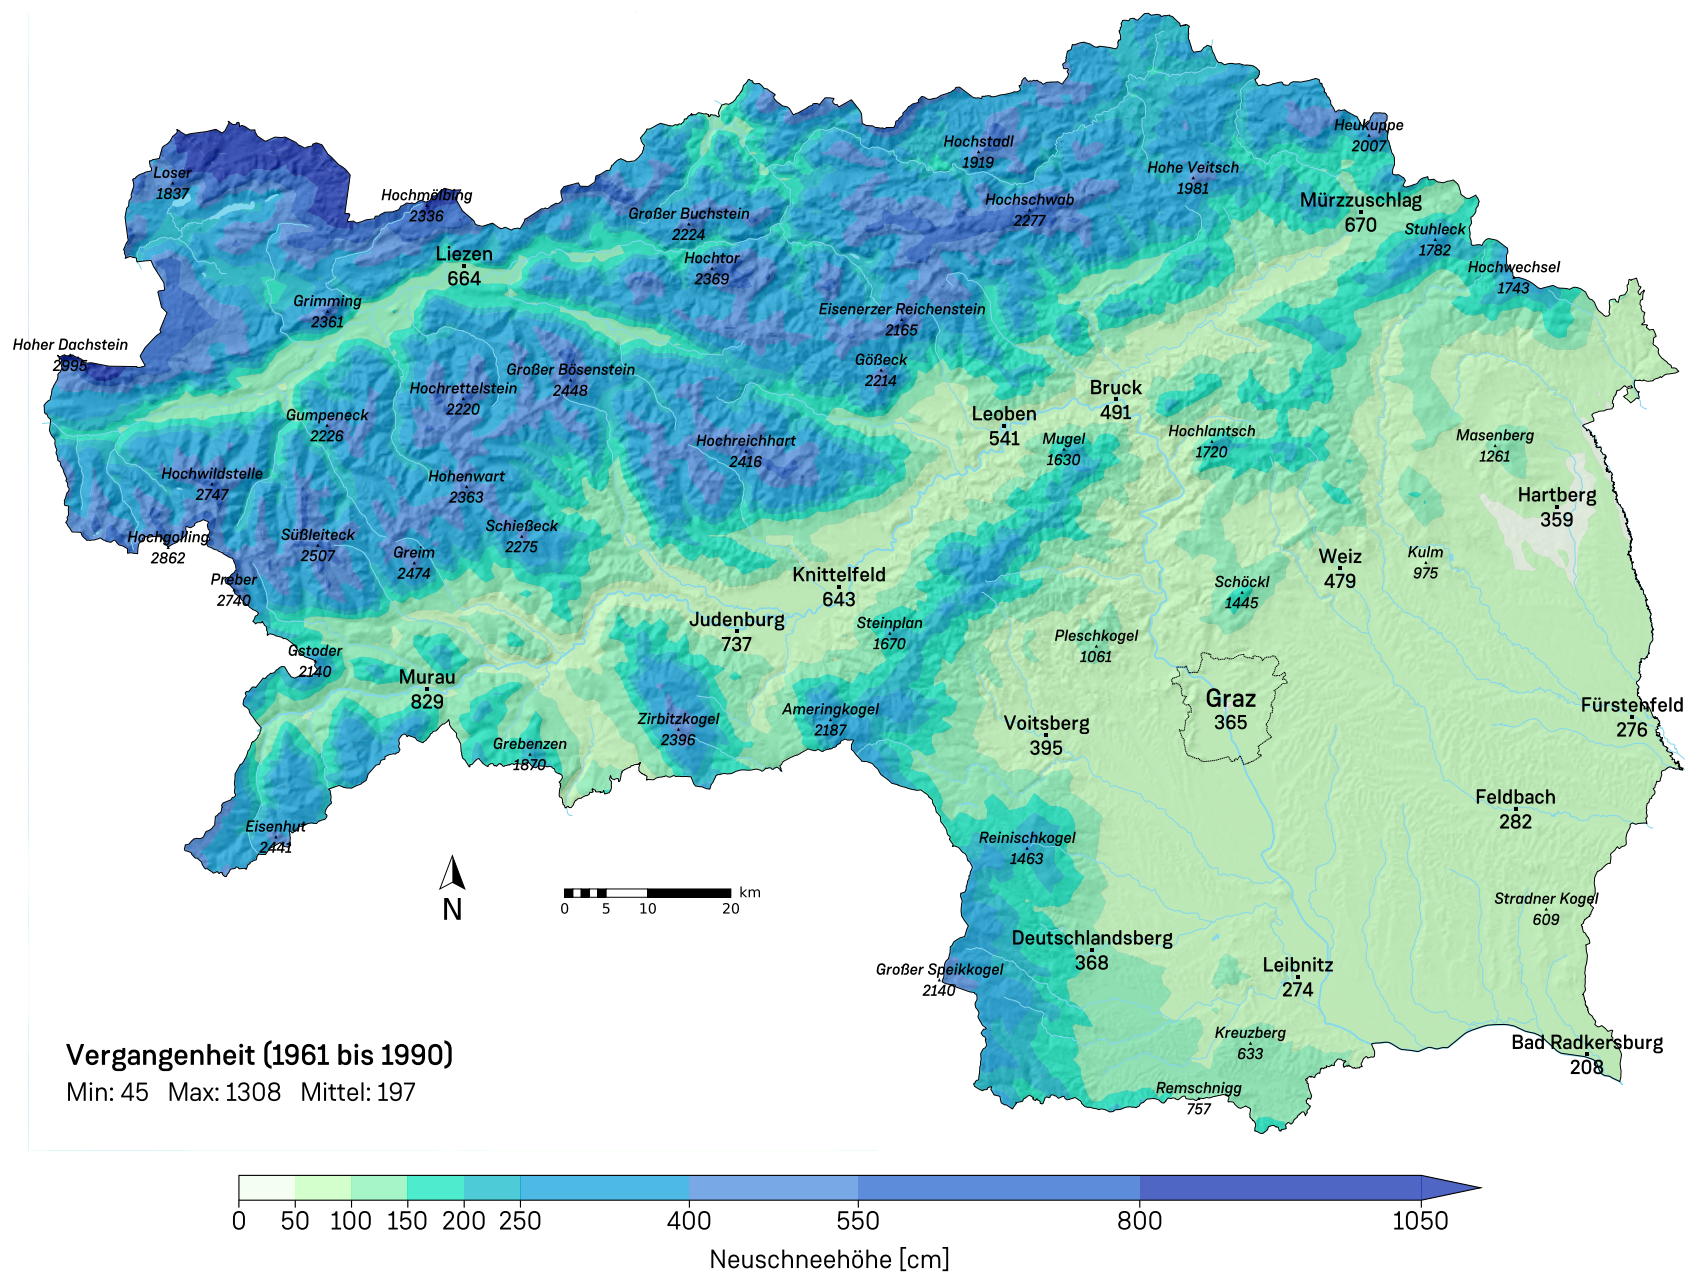 Heukuppe
2007
Hochstadl
1919
Hohe Veitsch
1981
Loser
1837
Hochmölbing
2336
Hochschwab
2277
Mürzzuschlag
670
Großer Buchstein
2224
Stuhleck
1782
Liezen
664
Hochtor
2369
Hochwechsel
1743
Grimming
2361
Eisenerzer Reichenstein
2165
Hoher Dachstein
2995
Großer Bösenstein
2448
Gößeck
2214
Hochrettelstein
2220
Bruck
491
Gumpeneck
2226
Leoben
541
Mugel
1630
Hochlantsch
1720
Masenberg
1261
Hochreichhart
2416
Hochwildstelle
2747
Hohenwart
2363
Hartberg
359
Hochgolling
2862
Süßleiteck
2507
Schießeck
2275
Greim
2474
Weiz
479
Kulm
975
Preber
2740
Knittelfeld
643
Schöckl
1445
Judenburg
737
Steinplan
1670
Pleschkogel
1061
Gstoder
2140
Murau
829
Graz
365
Zirbitzkogel
2396
Ameringkogel
2187
Voitsberg
395
Fürstenfeld
276
Grebenzen
1870
Feldbach
282
Eisenhut
2441
Reinischkogel
1463
N
km
0 5 10 20
Stradner Kogel
609
Deutschlandsberg
368
Großer Speikkogel
2140
Leibnitz
274
Kreuzberg
633
Bad Radkersburg
208
Remschnigg
757
Vergangenheit (1961 bis 1990)
Min: 45 Max: 1308 Mittel: 197
0 50 100 150 200 250 400 550 800 1050
Neuschneehöhe [cm]